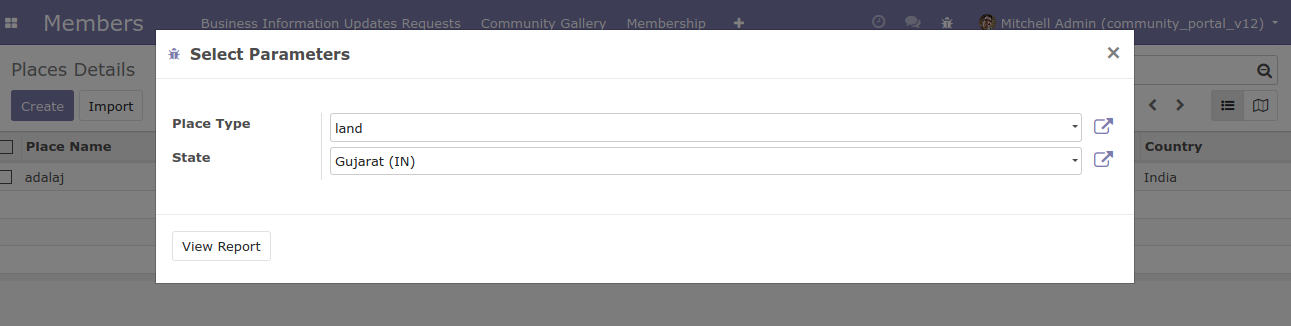 Members Business Information Updates Requests Community Gallery Membership Mitchell Admin (community_portal_v12)
Select Parameters
Places Details
Create Import
Place Type land
Place Name Country
State Gujarat (IN)
adalaj India
View Report